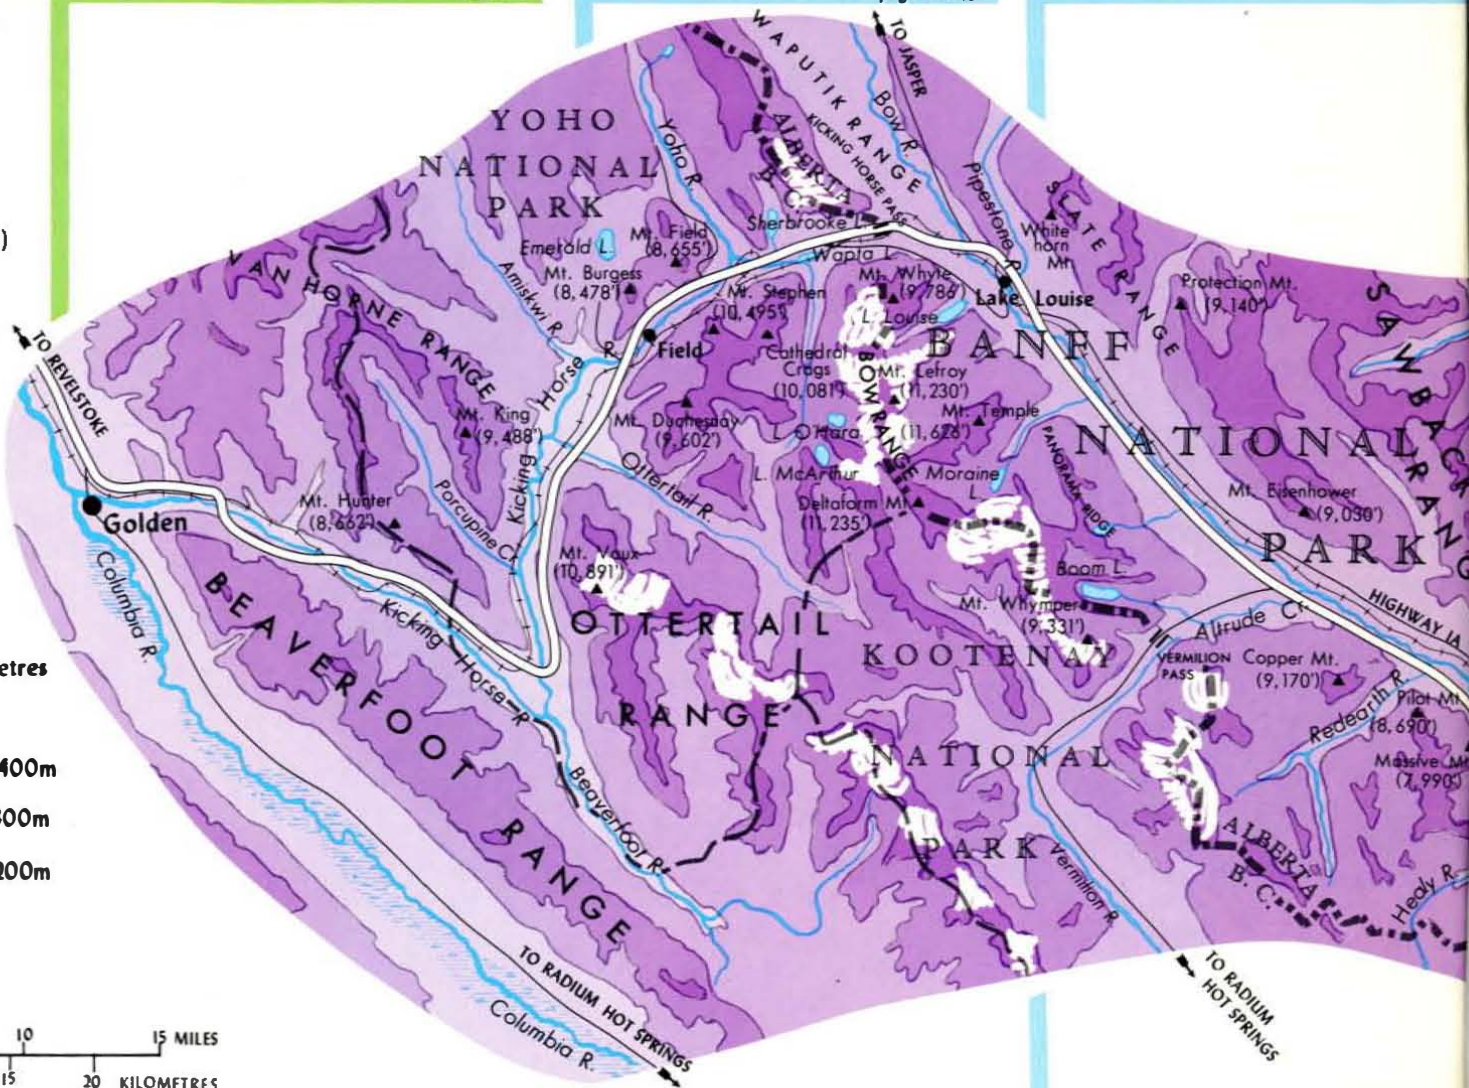 TO JASPER
WAPUTIK RANGE
YOHO
NATIONAL
PARK
Yoho R.
Bow R.
KICKING HORSE PASS
ALBERTA
B. C.
Pipestone R.
SLATE RANGE
White
horn
Mt.
Sherbrooke L.
Wapta L.
Emerald L.
Mt. Field
(8,655')
Mt. Burgess
(8,478')
Amiskwi R.
VAN HORNE RANGE
Mt. Stephen
(10,495')
Mt. Whyte
(9,786')
L. Louise
Lake Louise
Protection Mt.
(9,140')
SAWBACK RANG
BANFF
NATIONAL
PARK
Field
Cathedral
Crags
(10,081')
BOW RANGE
Mt. Lefroy
(11,230')
Mt. Temple
(11,626')
TO REVELSTOKE
Mt. King
(9,488')
Kicking Horse R.
Mt. Duchesnay
(9,602')
L. O'Hara
L. McArthur
Moraine
L.
PANORAMA RIDGE
Deltaform Mt.
(11,235')
Mt. Eisenhower
(9,030')
Ottertail R.
Porcupine C.
Mt. Hunter
(8,662')
Golden
Mt. Vaux
(10,891')
Boom L.
Mt. Whymper
(9,331')
Altrude Cr.
HIGHWAY 1A
Columbia R.
BEAVERFOOT RANGE
Kicking Horse R.
OTTERTAIL
RANGE
KOOTENAY
NATIONAL
PARK
VERMILION
PASS
Copper Mt.
(9,170')
Redearth R.
Pilot Mt
(8,690')
Massive Mt
(7,990')
etres
400m
00m
200m
Beaverfoot R.
Vermilion R.
ALBERTA
B. C.
Healy R.
TO RADIUM HOT SPRINGS
Columbia R.
TO RADIUM
HOT SPRINGS
10 15 MILES
15 20 KILOMETRES